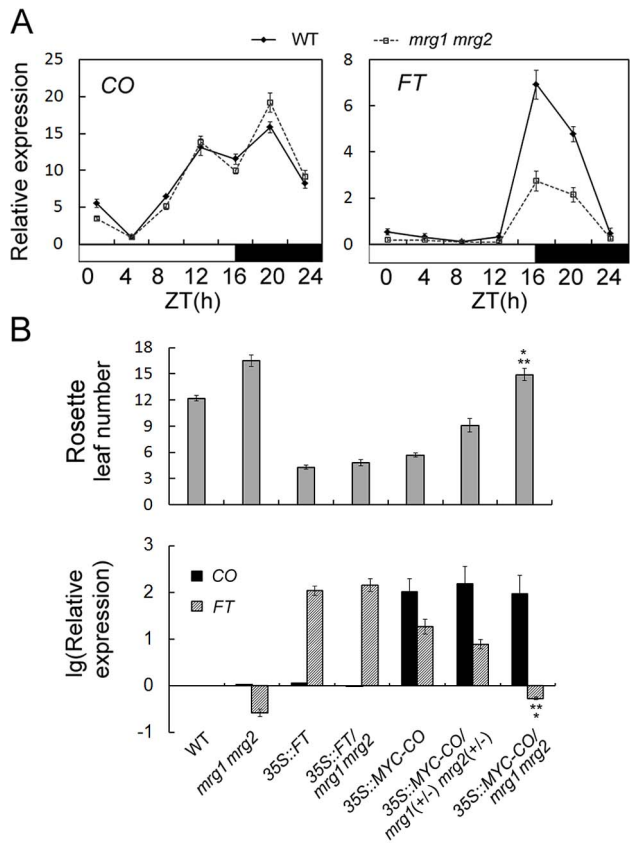 A
WT
mrg1 mrg2
Relative expression
25
20
15
10
5
0
CO
0 4 8 12 16 20 24
ZT(h)
8
6
4
2
0
FT
0 4 8 12 16 20 24
ZT(h)
B
Rosette
leaf number
18
15
12
9
6
3
0
*
**
lg(Relative
expression)
3
2
1
0
-1
CO
FT
**
*
WT
mrg1 mrg2
35S::FT
35S::FT/
mrg1 mrg2
35S::MYC-CO
35S::MYC-CO/
mrg1(+/-) mrg2(+/-)
35S::MYC-CO/
mrg1 mrg2